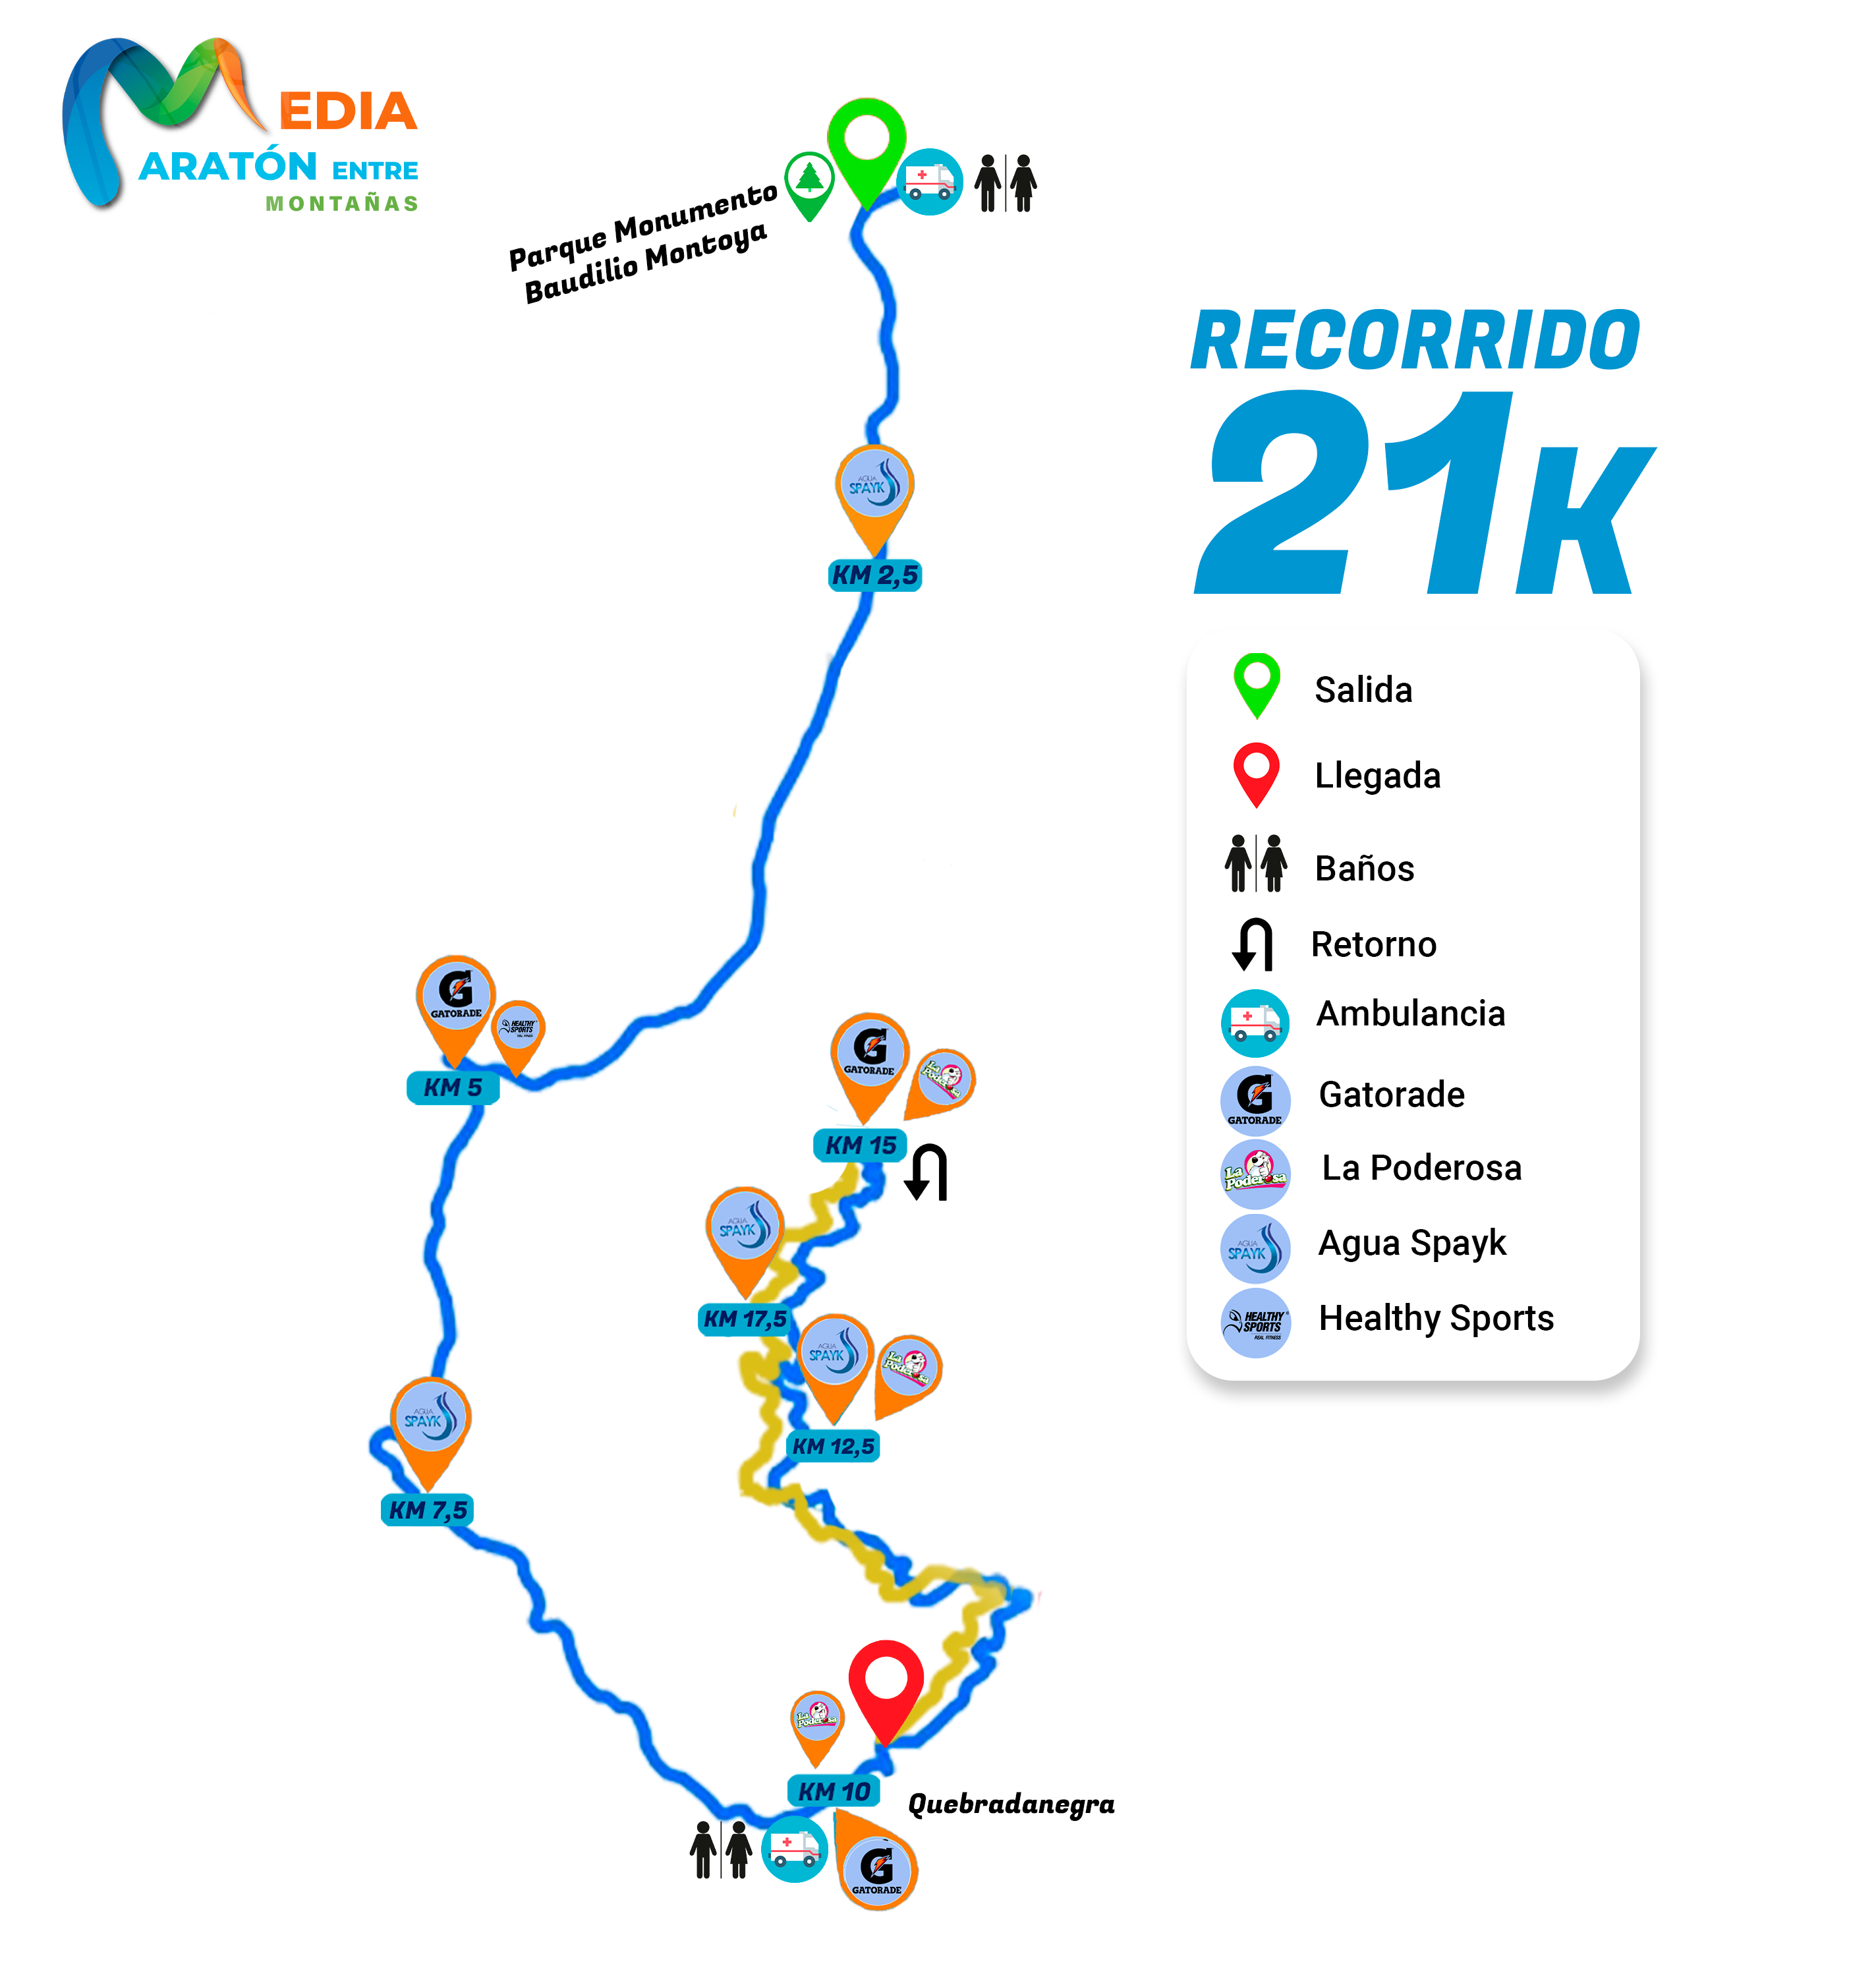 MEDIA
MARATÓN ENTRE
MONTAÑAS
Parque Monumento
Baudilio Montoya
RECORRIDO
21K
AGUA
SPAYK
KM 2,5
Salida
Llegada
Baños
Retorno
Ambulancia
G
GATORADE
Gatorade
La
Poderosa
La Poderosa
AGUA
SPAYK
Agua Spayk
HEALTHY
SPORTS
REAL FITNESS
Healthy Sports
G
GATORADE
HEALTHY
SPORTS
KM 5
G
GATORADE
La
Poderosa
KM 15
AGUA
SPAYK
KM 17,5
AGUA
SPAYK
La
Poderosa
KM 12,5
AGUA
SPAYK
KM 7,5
La
Poderosa
KM 10
Quebradanegra
G
GATORADE